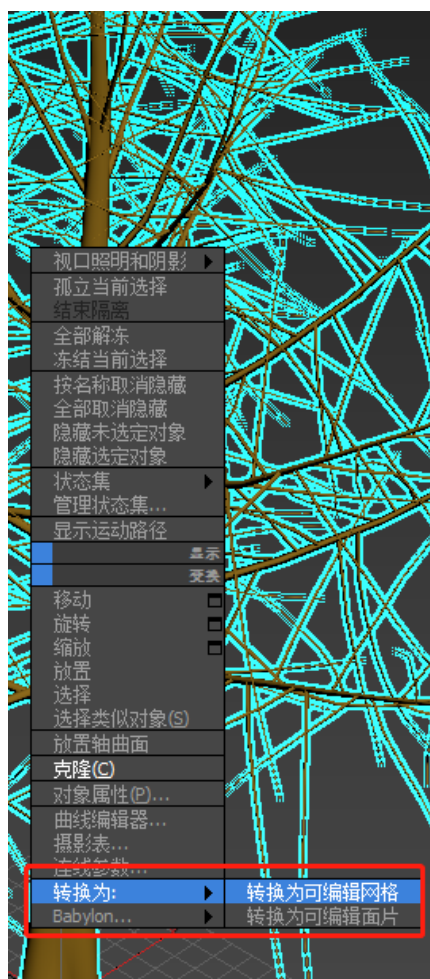 视口照明和阴影
孤立当前选择
结束隔离
全部解冻
冻结当前选择
按名称取消隐藏
全部取消隐藏
隐藏未选定对象
隐藏选定对象
状态集
管理状态集...
显示运动路径
显示
变换
移动
旋转
缩放
放置
选择
选择类似对象(S)
放置轴曲面
克隆(C)
对象属性(P)...
曲线编辑器...
摄影表...
连线参数...
转换为: 转换为可编辑网格
Babylon... 转换为可编辑面片